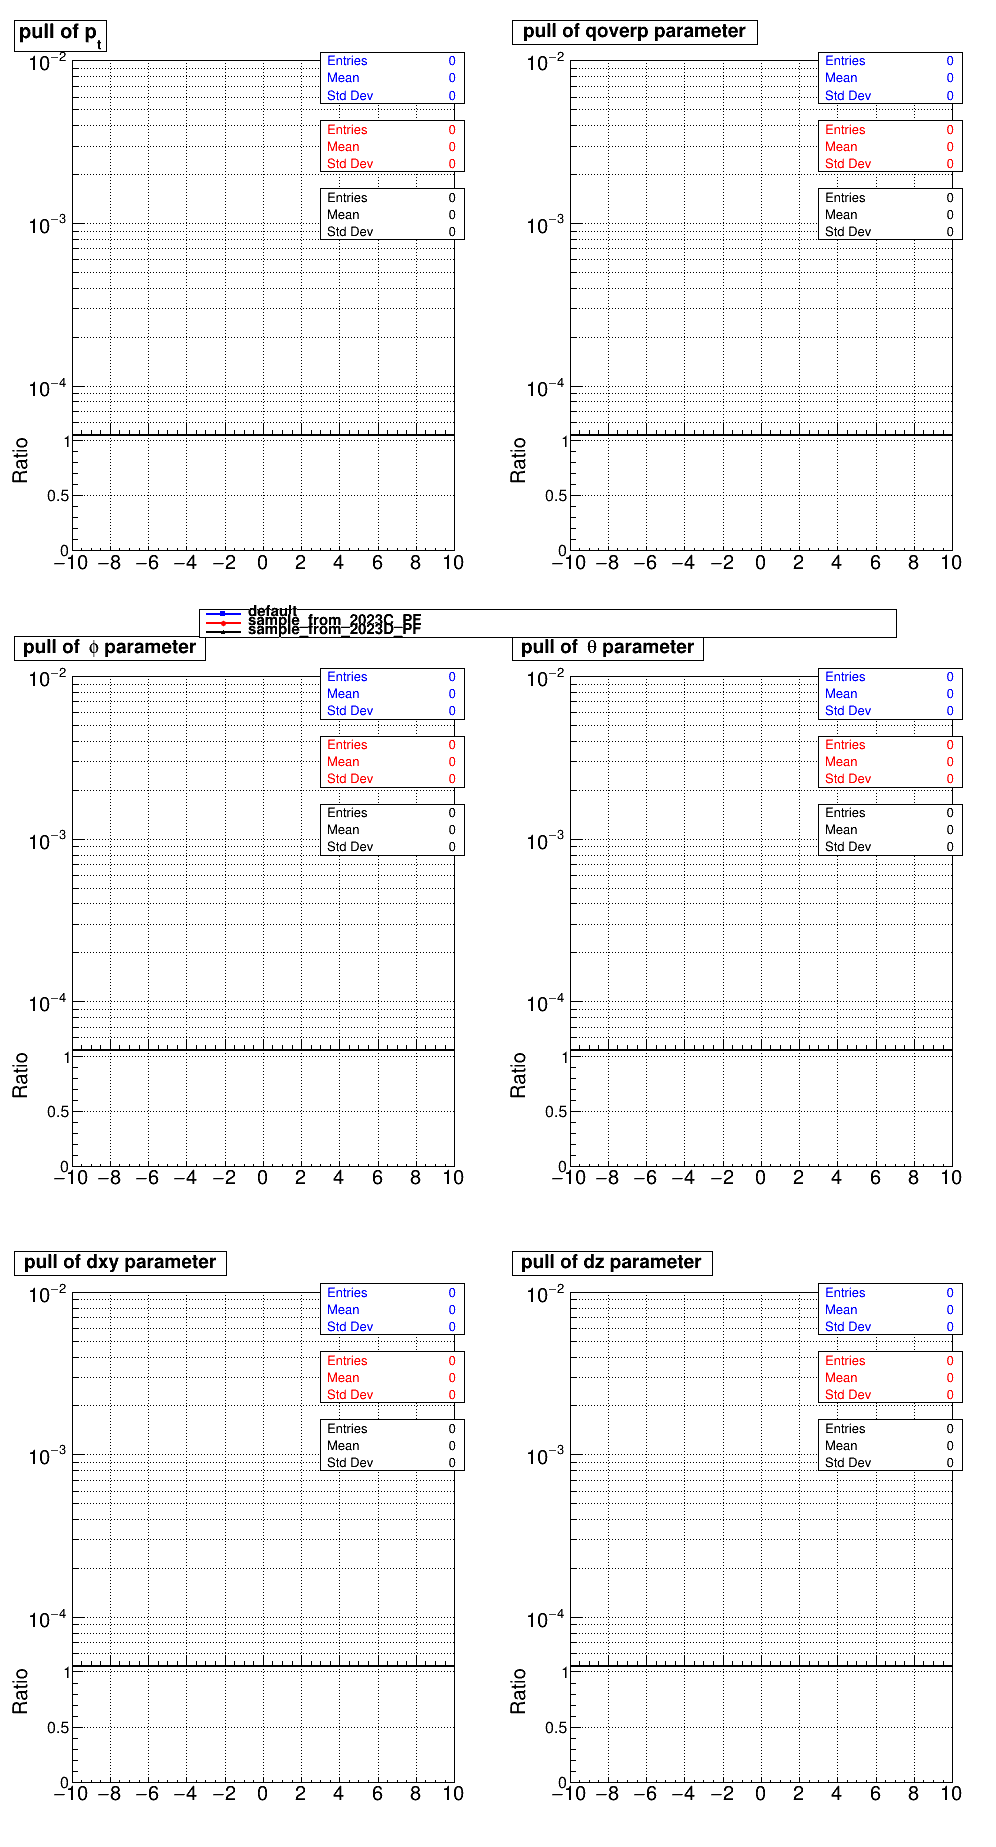 pull of pt
10−2
10−3
10−4
Entries 0
Mean 0
Std Dev 0
Entries 0
Mean 0
Std Dev 0
Entries 0
Mean 0
Std Dev 0
Ratio
1
0.5
0
−10 −8 −6 −4 −2 0 2 4 6 8 10
pull of qoverp parameter
10−2
10−3
10−4
Entries 0
Mean 0
Std Dev 0
Entries 0
Mean 0
Std Dev 0
Entries 0
Mean 0
Std Dev 0
Ratio
1
0.5
0
−10 −8 −6 −4 −2 0 2 4 6 8 10
default
sample_from_2023C_PF
sample_from_2023D_PF
pull of ϕ parameter
10−2
10−3
10−4
Entries 0
Mean 0
Std Dev 0
Entries 0
Mean 0
Std Dev 0
Entries 0
Mean 0
Std Dev 0
Ratio
1
0.5
0
−10 −8 −6 −4 −2 0 2 4 6 8 10
pull of θ parameter
10−2
10−3
10−4
Entries 0
Mean 0
Std Dev 0
Entries 0
Mean 0
Std Dev 0
Entries 0
Mean 0
Std Dev 0
Ratio
1
0.5
0
−10 −8 −6 −4 −2 0 2 4 6 8 10
pull of dxy parameter
10−2
10−3
10−4
Entries 0
Mean 0
Std Dev 0
Entries 0
Mean 0
Std Dev 0
Entries 0
Mean 0
Std Dev 0
Ratio
1
0.5
0
−10 −8 −6 −4 −2 0 2 4 6 8 10
pull of dz parameter
10−2
10−3
10−4
Entries 0
Mean 0
Std Dev 0
Entries 0
Mean 0
Std Dev 0
Entries 0
Mean 0
Std Dev 0
Ratio
1
0.5
0
−10 −8 −6 −4 −2 0 2 4 6 8 10